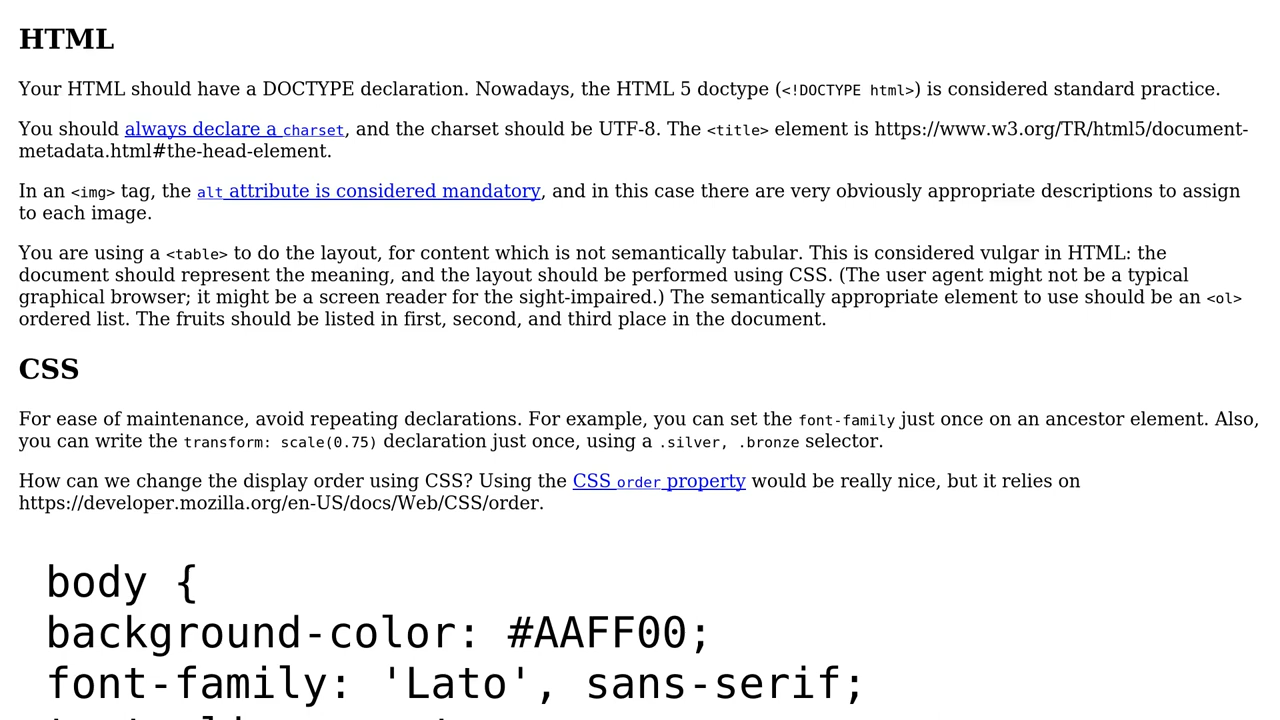 HTML
Your HTML should have a DOCTYPE declaration. Nowadays, the HTML 5 doctype (<!DOCTYPE html>) is considered standard practice.
You should always declare a charset, and the charset should be UTF-8. The <title> element is https://www.w3.org/TR/html5/document-
metadata.html#the-head-element.
In an <img> tag, the alt attribute is considered mandatory, and in this case there are very obviously appropriate descriptions to assign
to each image.
You are using a <table> to do the layout, for content which is not semantically tabular. This is considered vulgar in HTML: the
document should represent the meaning, and the layout should be performed using CSS. (The user agent might not be a typical
graphical browser; it might be a screen reader for the sight-impaired.) The semantically appropriate element to use should be an <ol>
ordered list. The fruits should be listed in first, second, and third place in the document.
CSS
For ease of maintenance, avoid repeating declarations. For example, you can set the font-family just once on an ancestor element. Also,
you can write the transform: scale(0.75) declaration just once, using a .silver, .bronze selector.
How can we change the display order using CSS? Using the CSS order property would be really nice, but it relies on
https://developer.mozilla.org/en-US/docs/Web/CSS/order.
body {
background-color: #AAFF00;
font-family: 'Lato', sans-serif;